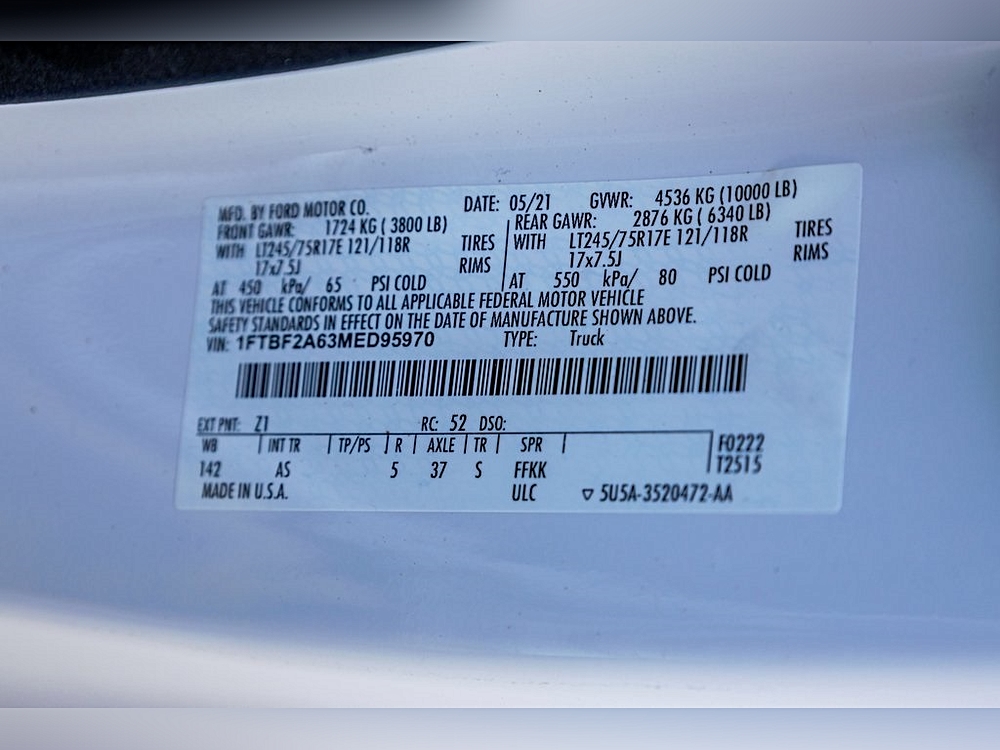 MFD. BY FORD MOTOR CO. DATE: 05/21 GVWR: 4536 KG (10000 LB)
FRONT GAWR: 1724 KG ( 3800 LB) REAR GAWR: 2876 KG ( 6340 LB)
WITH LT245/75R17E 121/118R TIRES WITH LT245/75R17E 121/118R TIRES
17x7.5J RIMS 17x7.5J RIMS
AT 450 kPa/ 65 PSI COLD AT 550 kPa/ 80 PSI COLD
THIS VEHICLE CONFORMS TO ALL APPLICABLE FEDERAL MOTOR VEHICLE
SAFETY STANDARDS IN EFFECT ON THE DATE OF MANUFACTURE SHOWN ABOVE.
VIN: 1FTBF2A63MED95970 TYPE: Truck
EXT PNT: Z1 RC: 52 DSO:
WB INT TR TP/PS R AXLE TR SPR F0222
142 AS 5 37 S FFKK T2515
MADE IN U.S.A. ULC ▽ 5U5A-3520472-AA